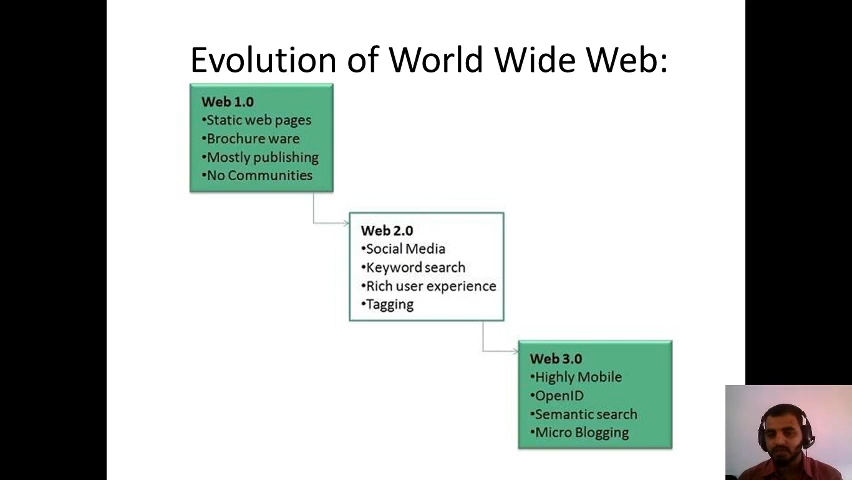 Evolution of World Wide Web:
Web 1.0
•Static web pages
•Brochure ware
•Mostly publishing
•No Communities
Web 2.0
•Social Media
•Keyword search
•Rich user experience
•Tagging
Web 3.0
•Highly Mobile
•OpenID
•Semantic search
•Micro Blogging